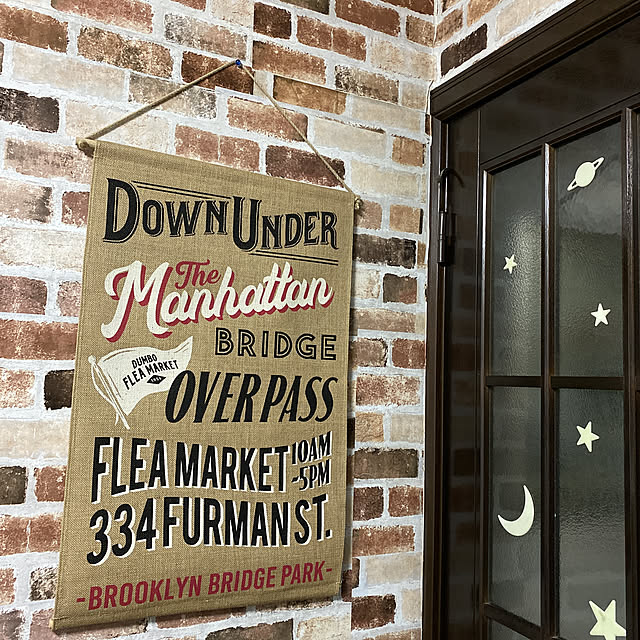 DOWN UNDER
The
Manhattan
BRIDGE
DUMBO
FLEA MARKET
OVERPASS
FLEA MARKET 10AM
~5PM
334 FURMAN ST.
-BROOKLYN BRIDGE PARK-